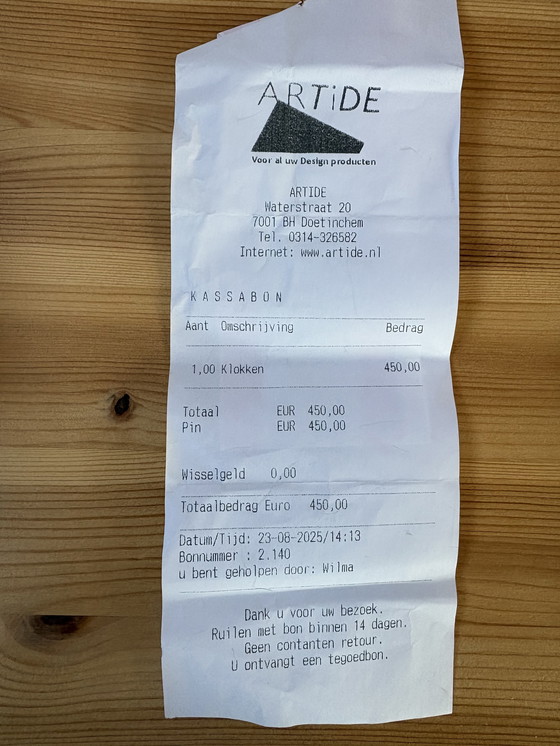 ARTiDE
Voor al uw Design producten
ARTIDE
Waterstraat 20
7001 BH Doetinchem
Tel. 0314-326582
Internet: www.artide.nl
KASSABON
Aant Omschrijving Bedrag
1,00 Klokken 450,00
Totaal EUR 450,00
Pin EUR 450,00
Wisselgeld 0,00
Totaalbedrag Euro 450,00
Datum/Tijd: 23-08-2025/14:13
Bonnummer : 2.140
u bent geholpen door: Wilma
Dank u voor uw bezoek.
Ruilen met bon binnen 14 dagen.
Geen contanten retour.
U ontvangt een tegoedbon.